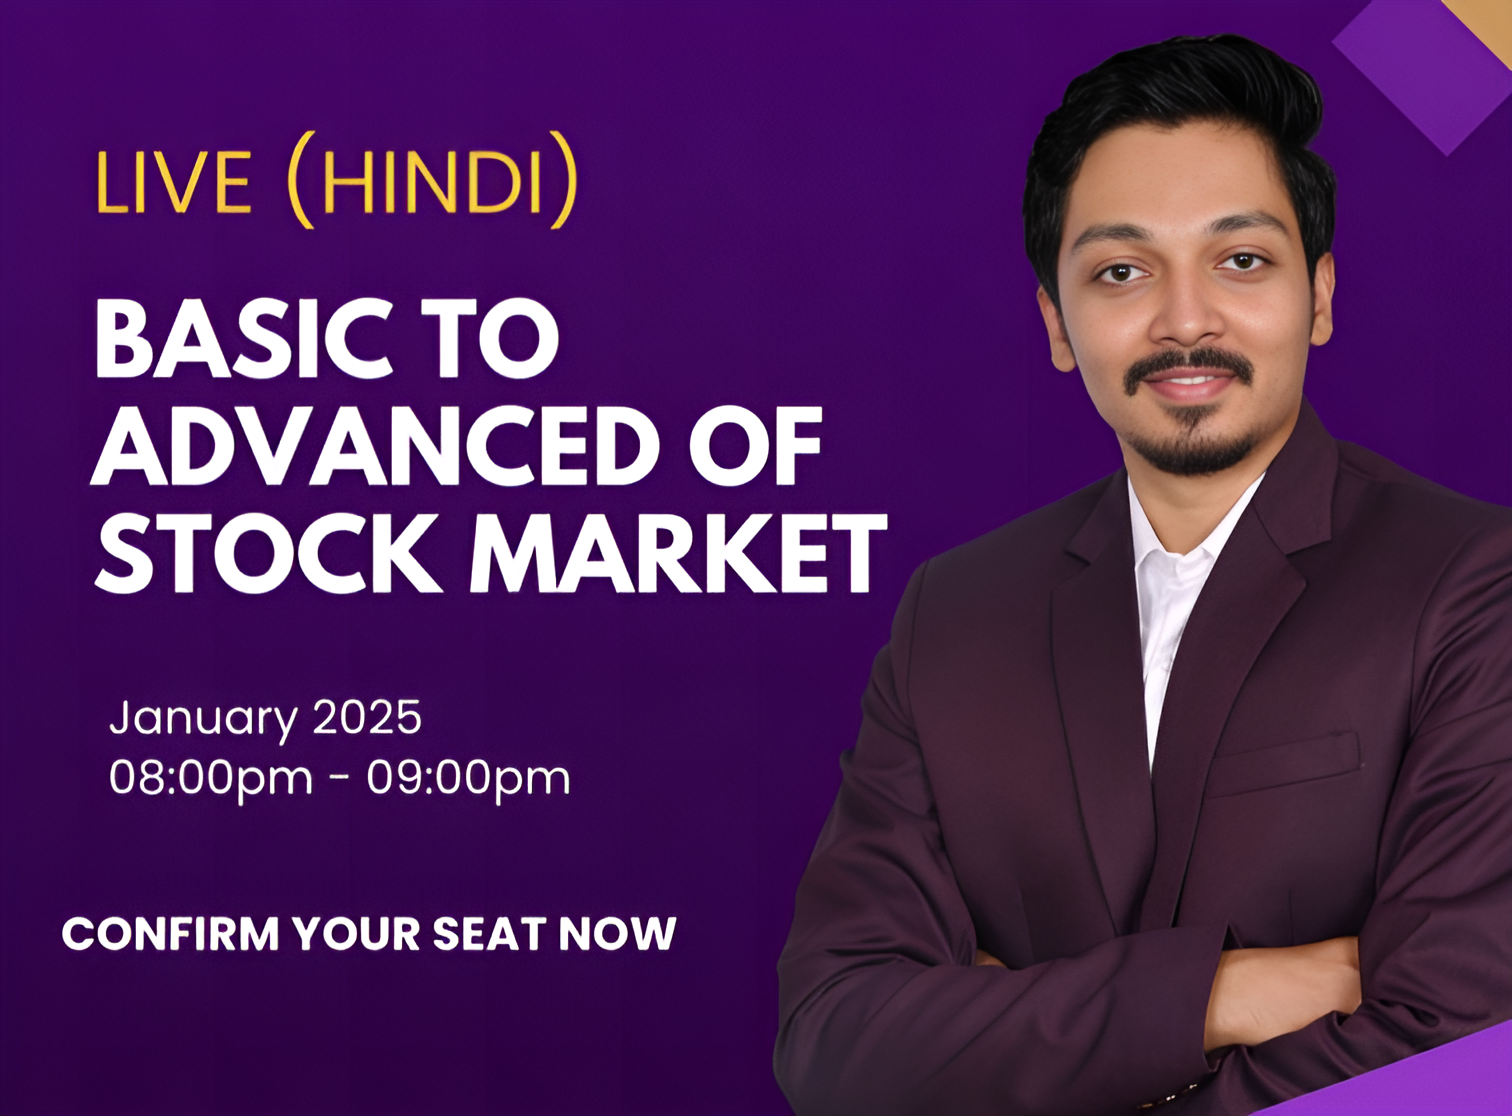 LIVE (HINDI)
BASIC TO
ADVANCED OF
STOCK MARKET
January 2025
08:00pm - 09:00pm
CONFIRM YOUR SEAT NOW